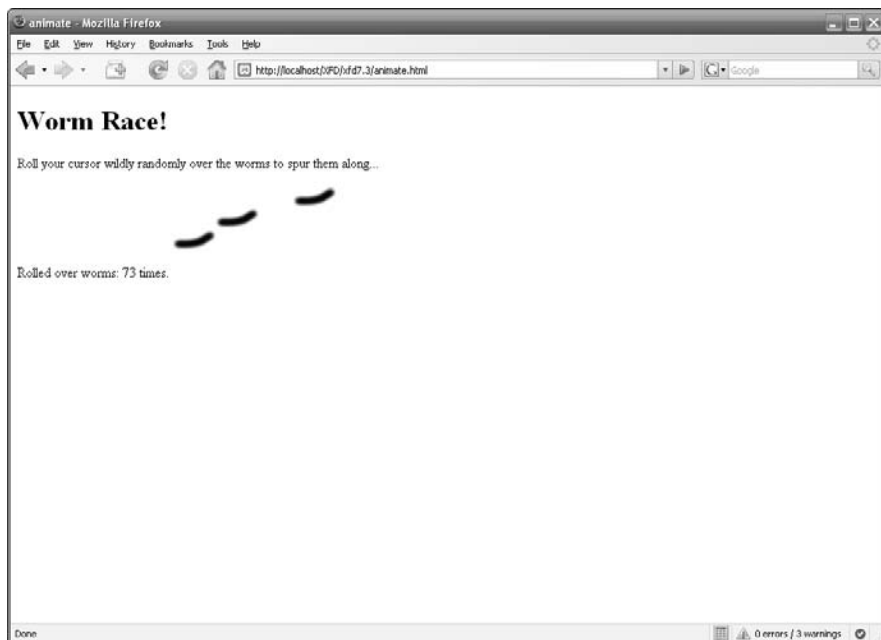 animate - Mozilla Firefox
File Edit View History Bookmarks Tools Help
http://localhost/XFD/xfd7.3/animate.html
Google
Worm Race!
Roll your cursor wildly randomly over the worms to spur them along...
Rolled over worms: 73 times.
Done
0 errors / 3 warnings